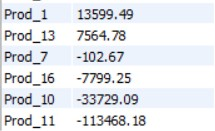 Prod_1 13599.49
Prod_13 7564.78
Prod_7 -102.67
Prod_16 -7799.25
Prod_10 -33729.09
Prod_11 -113468.18